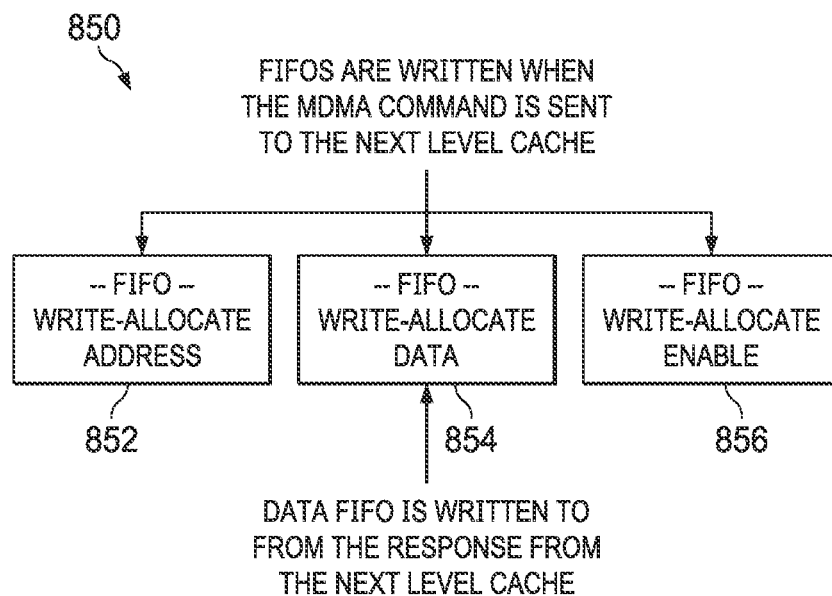 850
FIFOS ARE WRITTEN WHEN
THE MDMA COMMAND IS SENT
TO THE NEXT LEVEL CACHE
-- FIFO --
WRITE-ALLOCATE
ADDRESS
-- FIFO --
WRITE-ALLOCATE
DATA
-- FIFO --
WRITE-ALLOCATE
ENABLE
852
854
856
DATA FIFO IS WRITTEN TO
FROM THE RESPONSE FROM
THE NEXT LEVEL CACHE